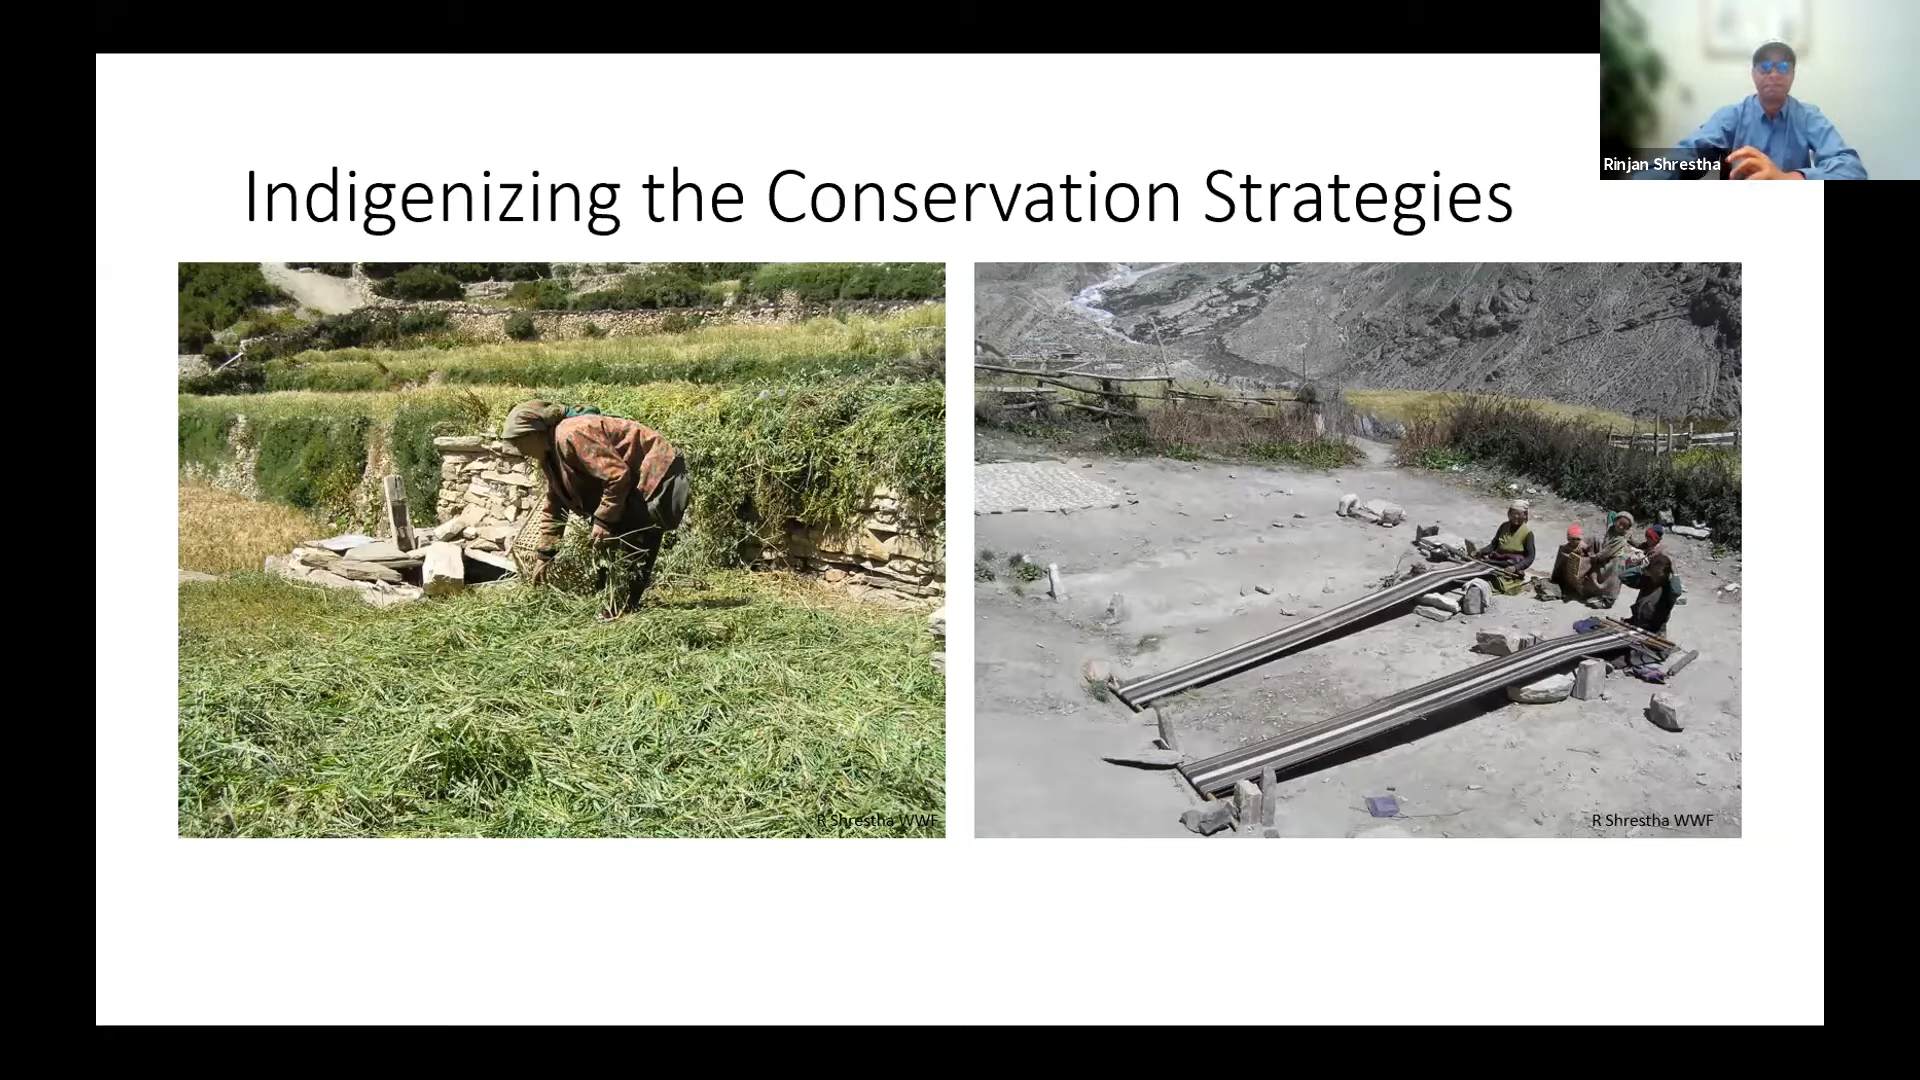 Rinjan Shrestha
Indigenizing the Conservation Strategies
R Shrestha WWF
R Shrestha WWF